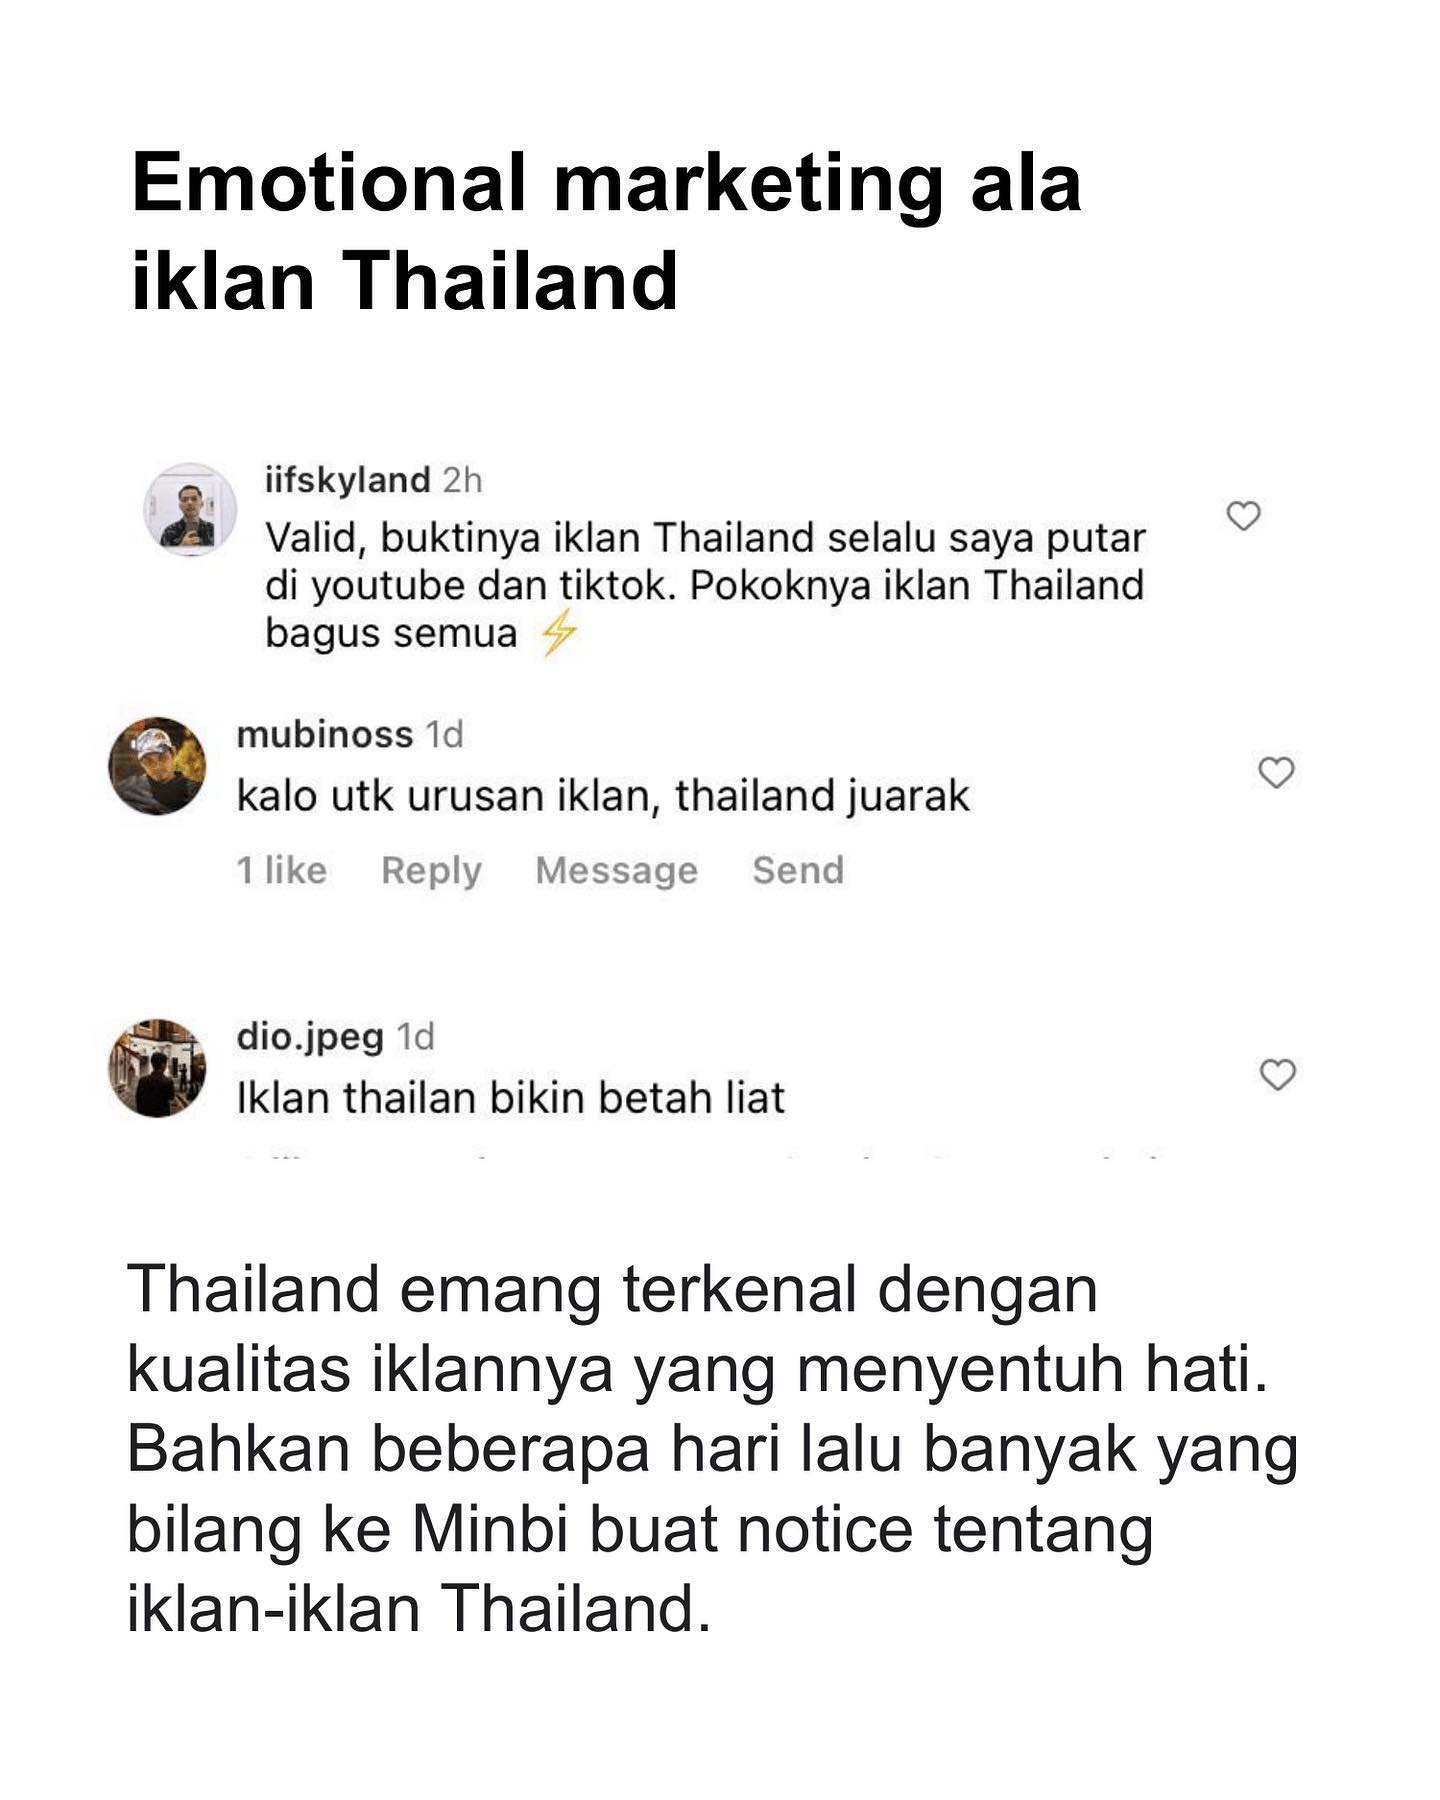 Emotional marketing ala
iklan Thailand
iifskyland 2h
Valid, buktinya iklan Thailand selalu saya putar
di youtube dan tiktok. Pokoknya iklan Thailand
bagus semua ⚡
mubinoss 1d
kalo utk urusan iklan, thailand juarak
1 like Reply Message Send
dio.jpeg 1d
Iklan thailan bikin betah liat
Thailand emang terkenal dengan
kualitas iklannya yang menyentuh hati.
Bahkan beberapa hari lalu banyak yang
bilang ke Minbi buat notice tentang
iklan-iklan Thailand.